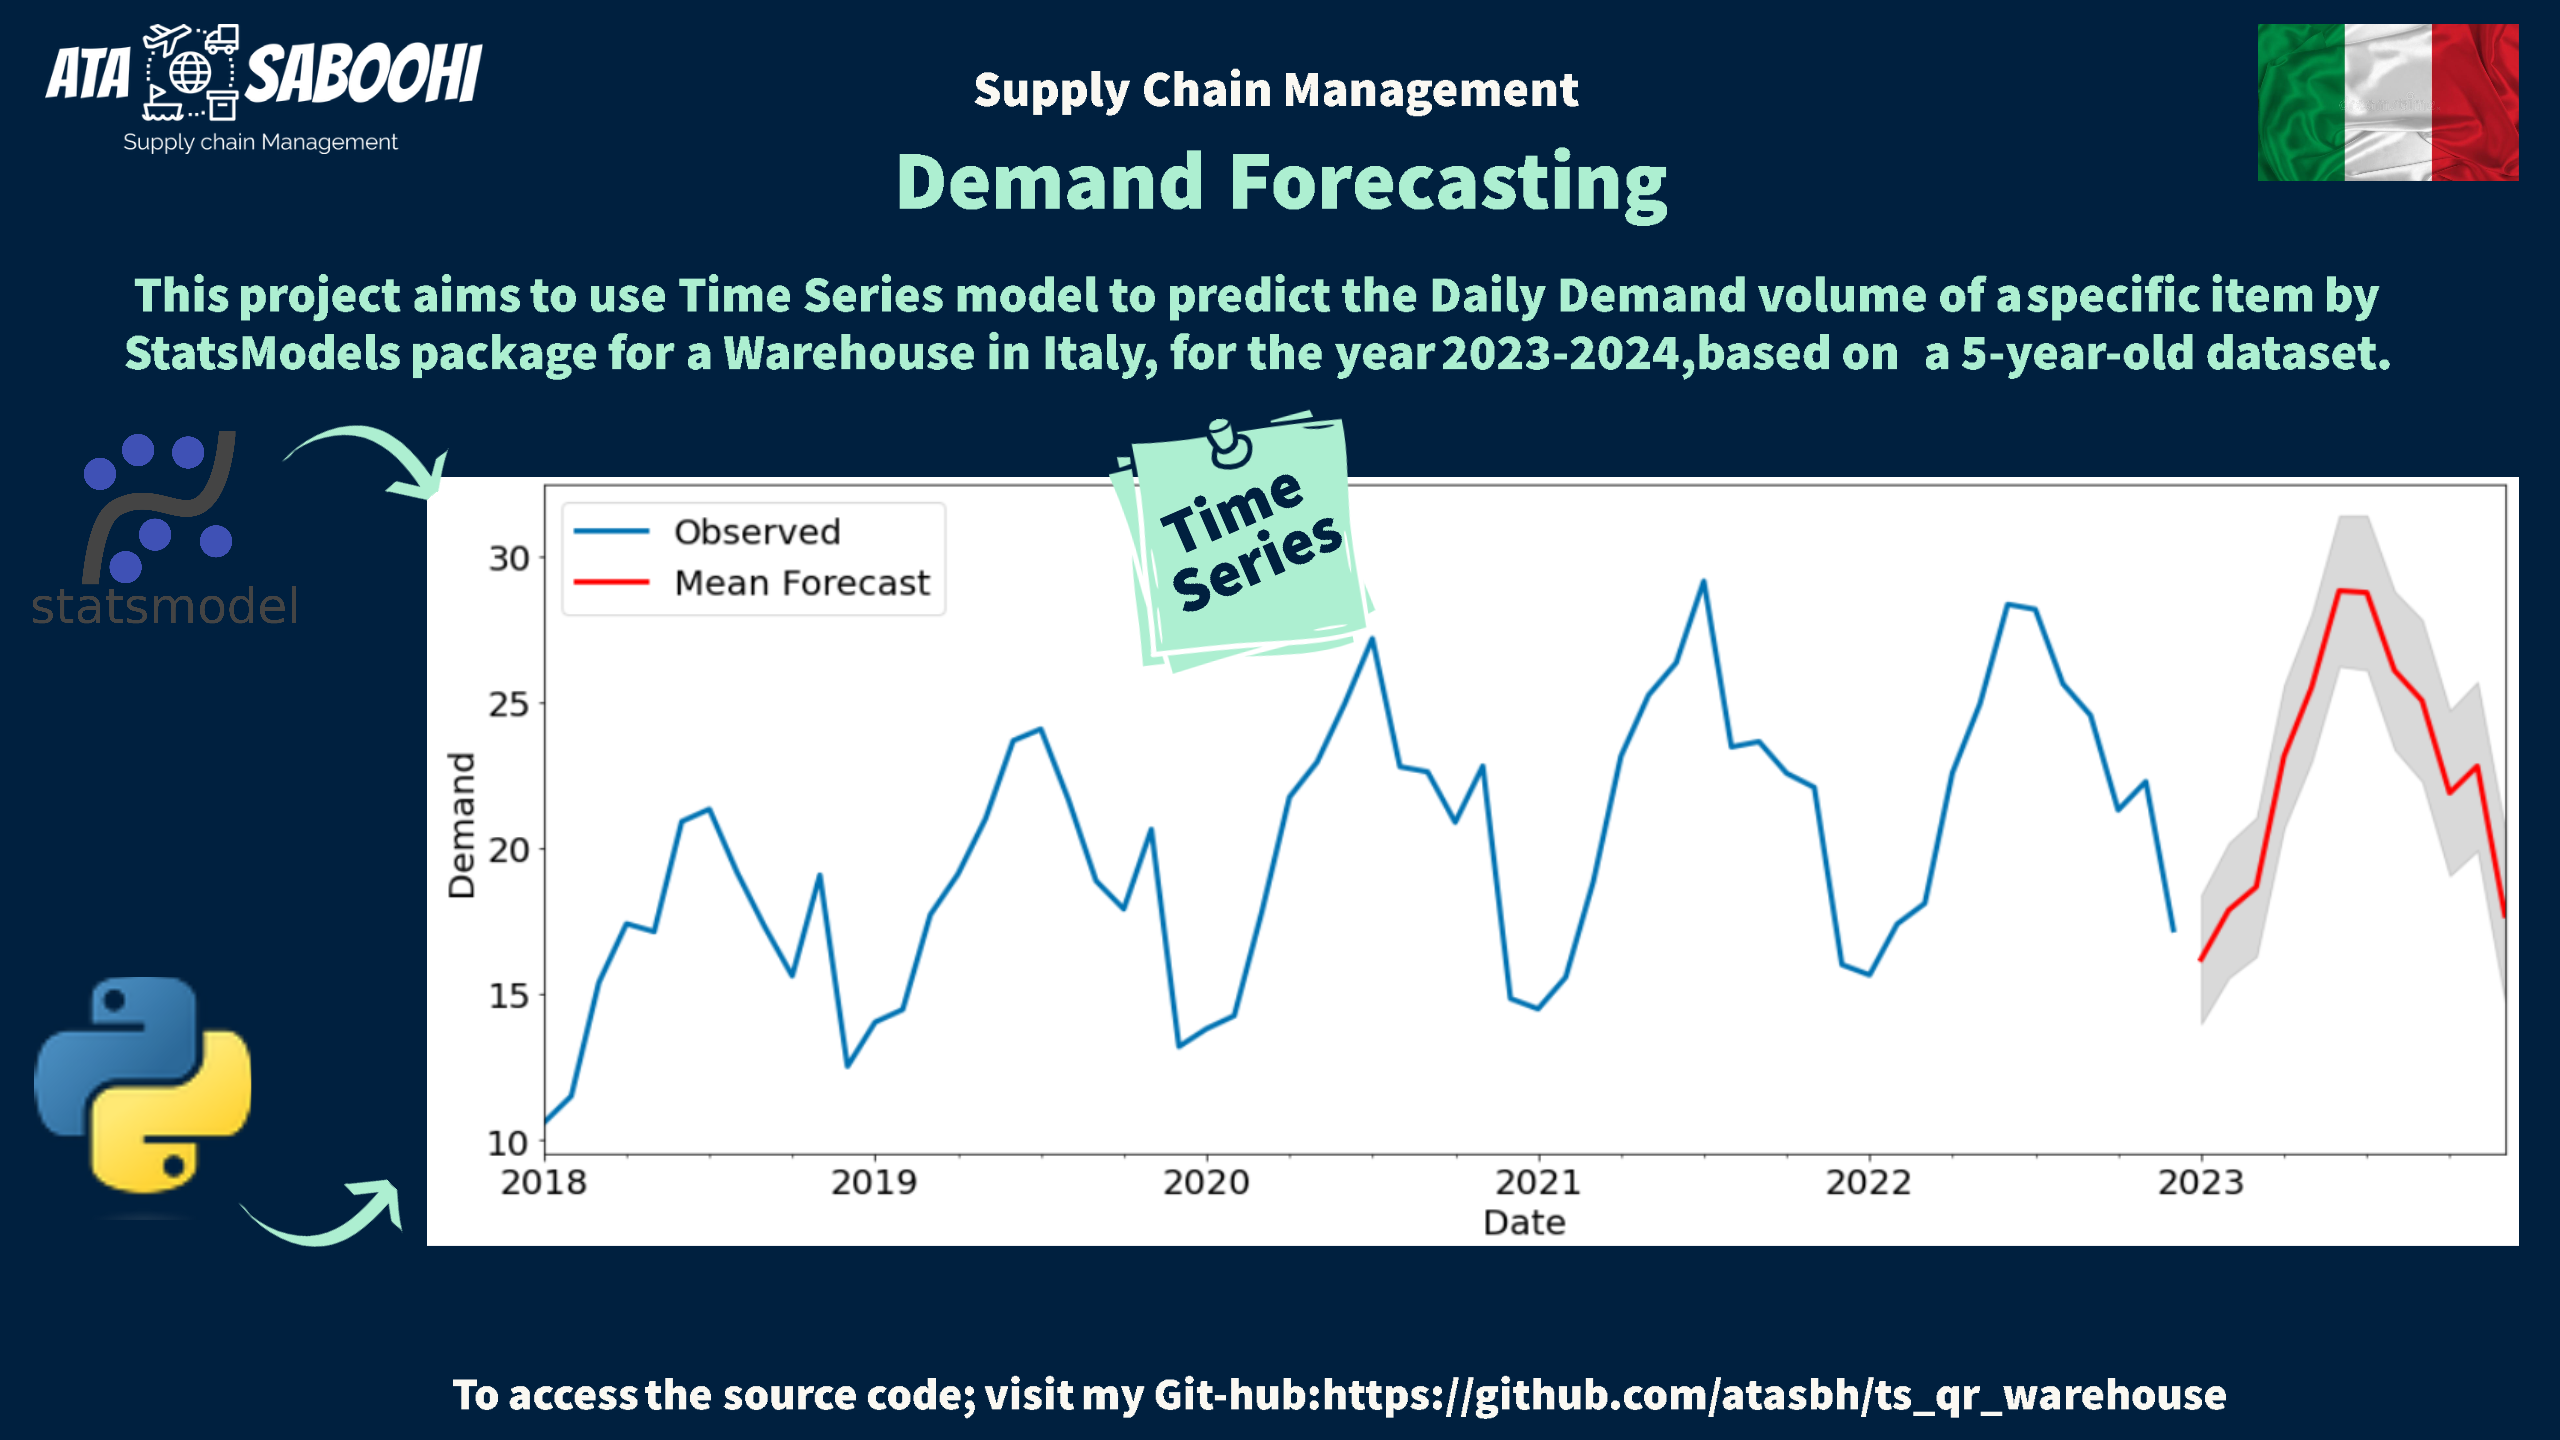 ATA SABOOHI
Supply chain Management
Supply Chain Management
Demand Forecasting
This project aims to use Time Series model to predict the Daily Demand volume of a specific item by
StatsModels package for a Warehouse in Italy, for the year 2023-2024,based on a 5-year-old dataset.
statsmodel
Time
Series
Observed
Mean Forecast
30
25
20
15
10
Demand
2018 2019 2020 2021 2022 2023
Date
To access the source code; visit my Git-hub:https://github.com/atasbh/ts_qr_warehouse